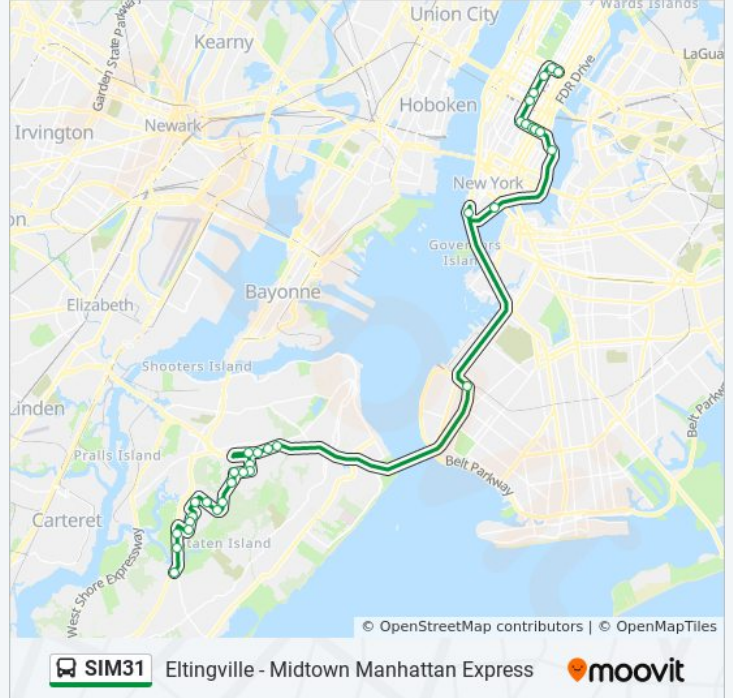 Union City
Wards Islands
Kearny
Garden State Parkway
LaGua
FDR Drive
Hoboken
Irvington
Newark
New York
on
Governors
Island
Bayonne
Elizabeth
Shooters Island
Linden
Belt Parkway
Pralls Island
Belt Parkway
Carteret
Staten Island
West Shore Expressway
© OpenStreetMap contributors | © OpenMapTiles
SIM31 Eltingville - Midtown Manhattan Express moovit